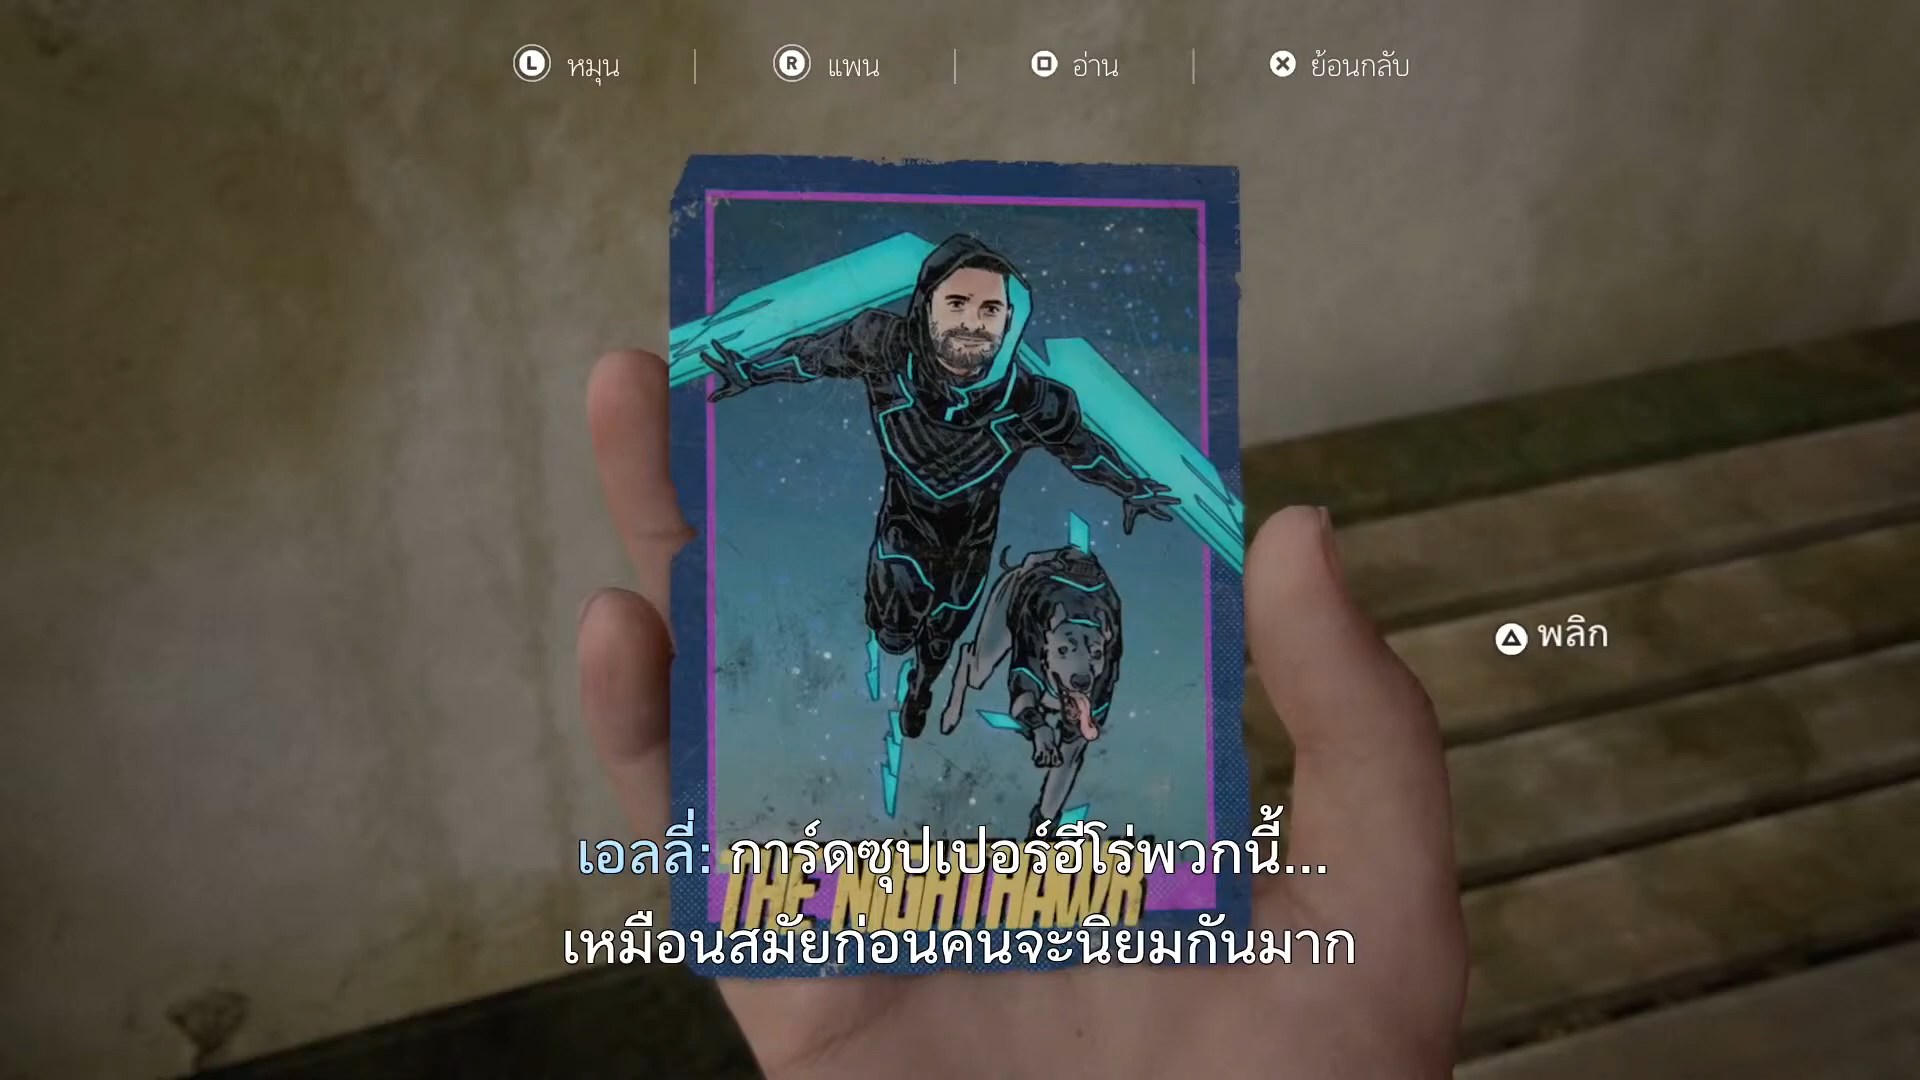 L หมุน
R แพน
อ่าน
ย้อนกลับ
พลิก
เอลลี่: การ์ดซุปเปอร์ฮีโร่พวกนี้...
THE NIGHTHAWK
เหมือนสมัยก่อนคนจะนิยมกันมาก